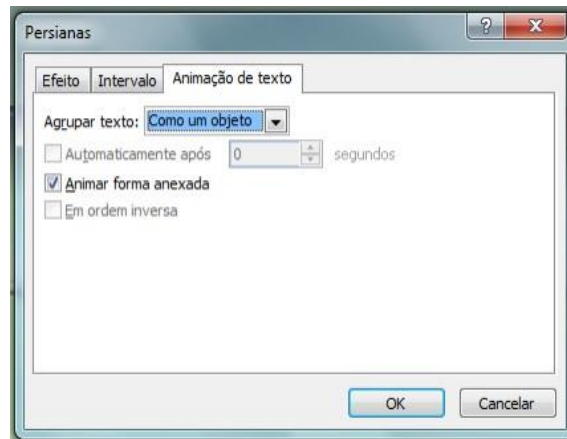 Persianas
Efeito Intervalo Animação de texto
Agrupar texto: Como um objeto
Automaticamente após 0 segundos
Animar forma anexada
Em ordem inversa
OK Cancelar